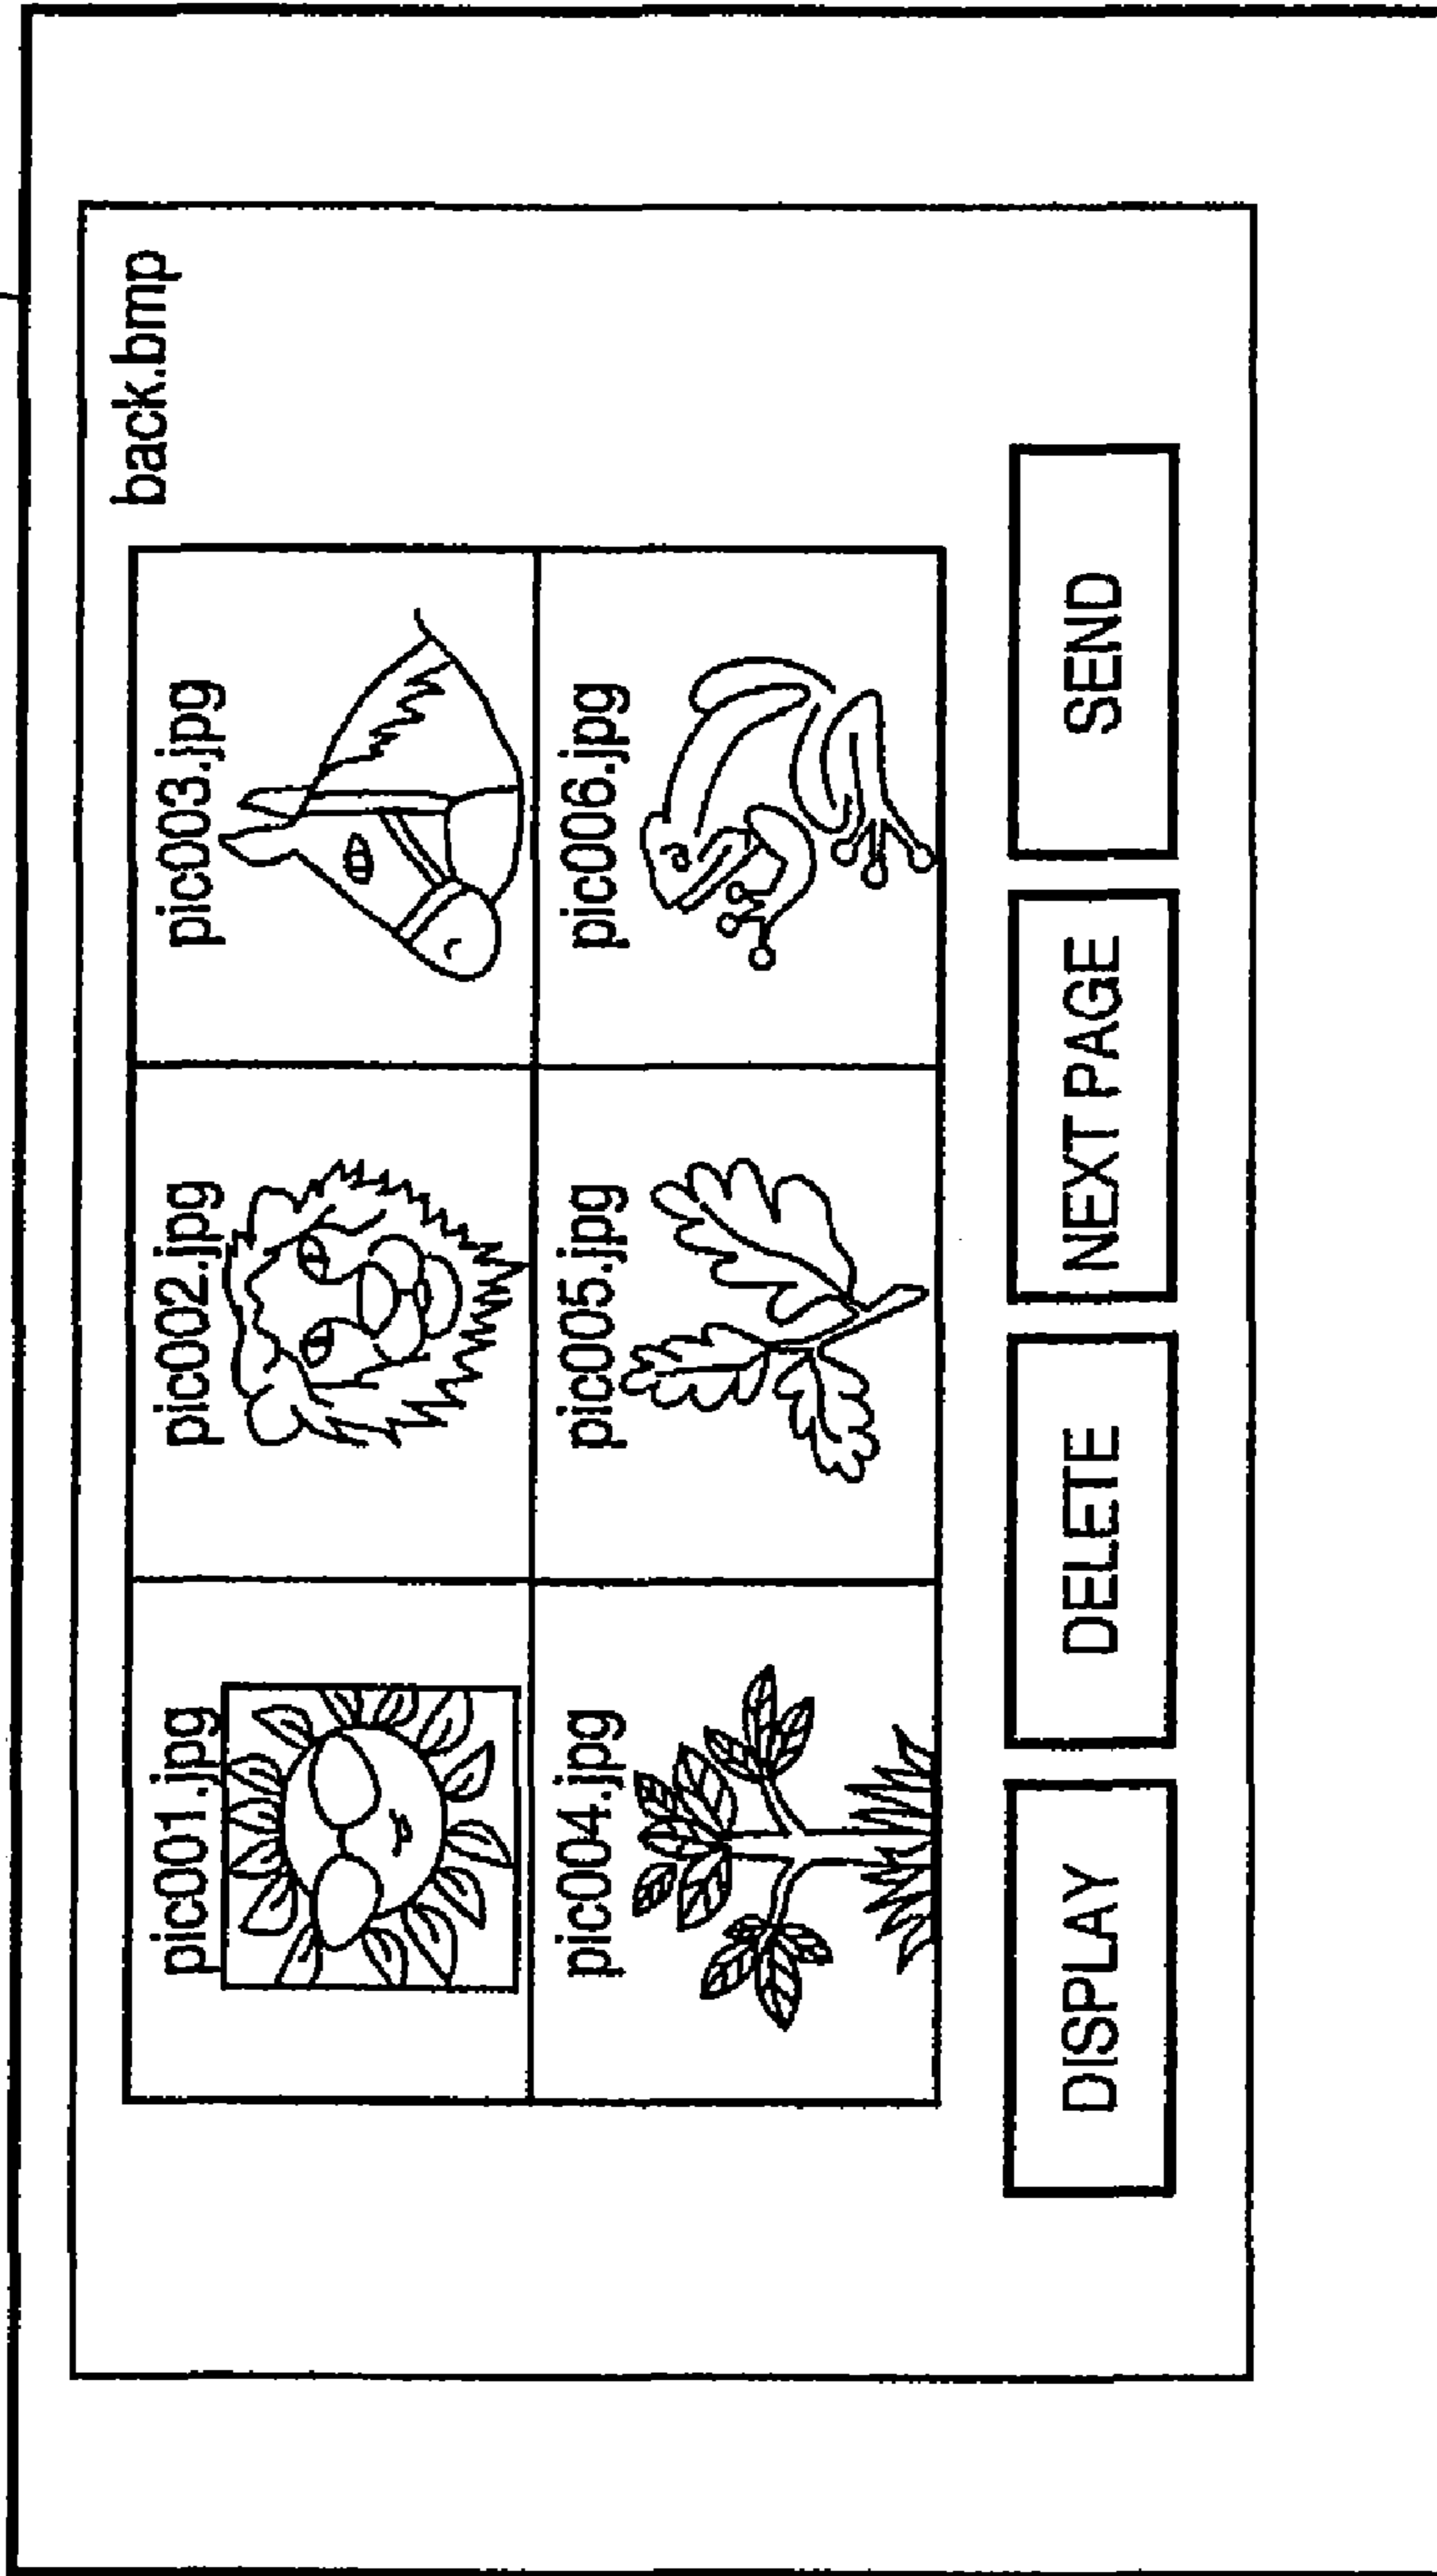 back.bmp
pic001.jpg
pic002.jpg
pic003.jpg
pic004.jpg
pic005.jpg
pic006.jpg
DISPLAY
DELETE
NEXT PAGE
SEND